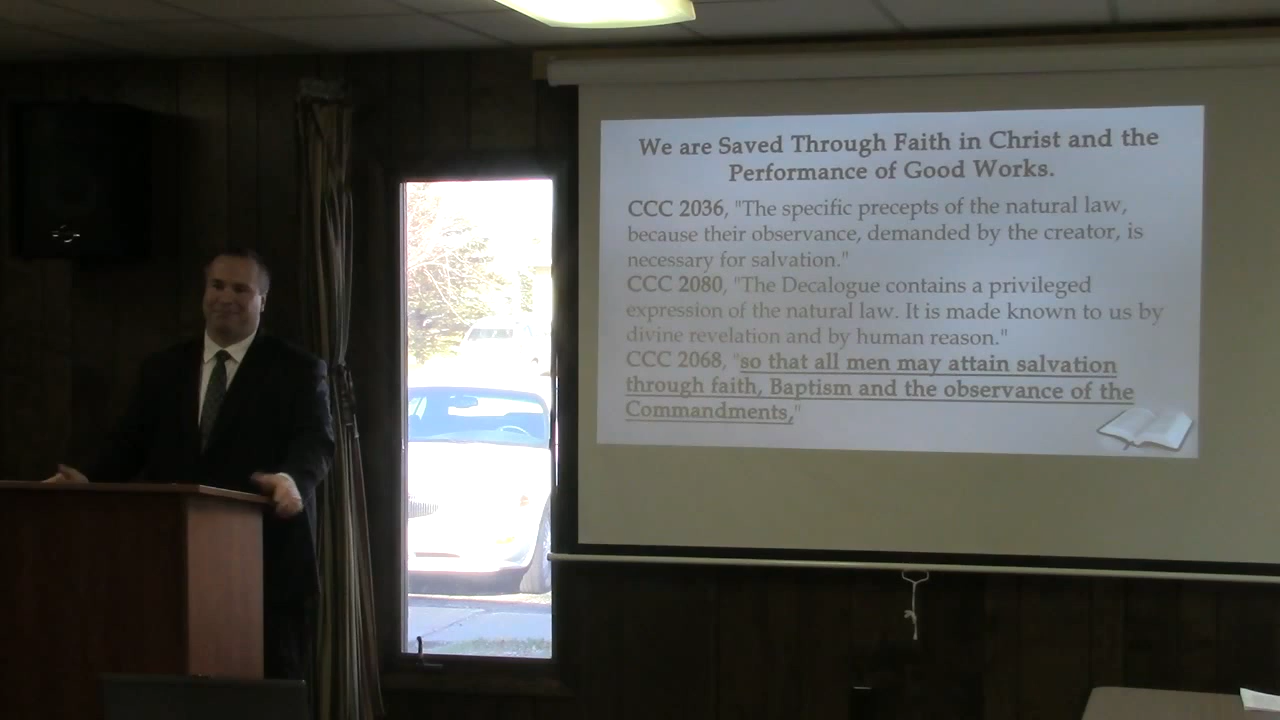 We are Saved Through Faith in Christ and the
Performance of Good Works.
CCC 2036, "The specific precepts of the natural law,
because their observance, demanded by the creator, is
necessary for salvation."
CCC 2080, "The Decalogue contains a privileged
expression of the natural law. It is made known to us by
divine revelation and by human reason."
CCC 2068, "so that all men may attain salvation
through faith, Baptism and the observance of the
Commandments,"